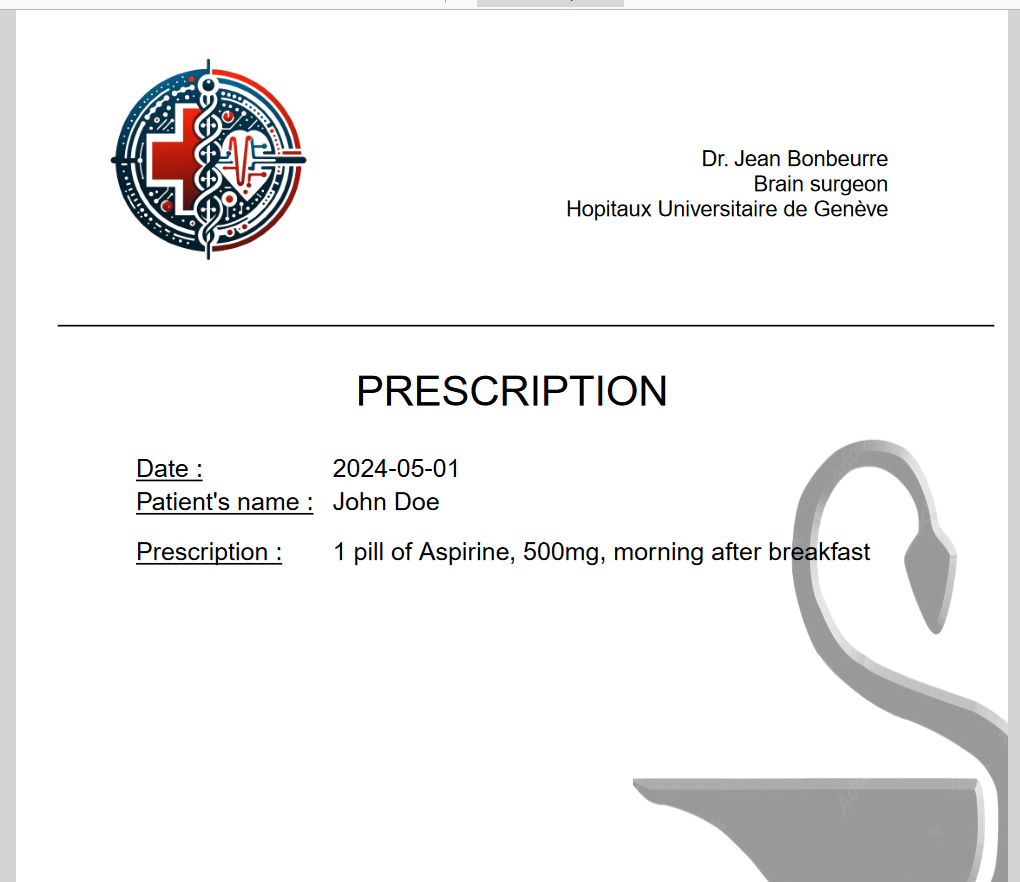 Dr. Jean Bonbeurre
Brain surgeon
Hopitaux Universitaire de Genève
PRESCRIPTION
Date : 2024-05-01
Patient's name : John Doe
Prescription : 1 pill of Aspirine, 500mg, morning after breakfast